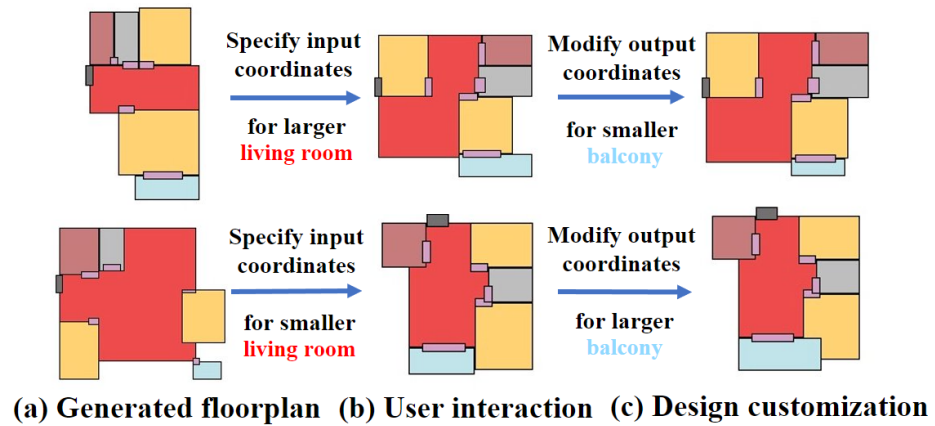 Specify input
coordinates
for larger
living room
Modify output
coordinates
for smaller
balcony
Specify input
coordinates
for smaller
living room
Modify output
coordinates
for larger
balcony
(a) Generated floorplan (b) User interaction (c) Design customization